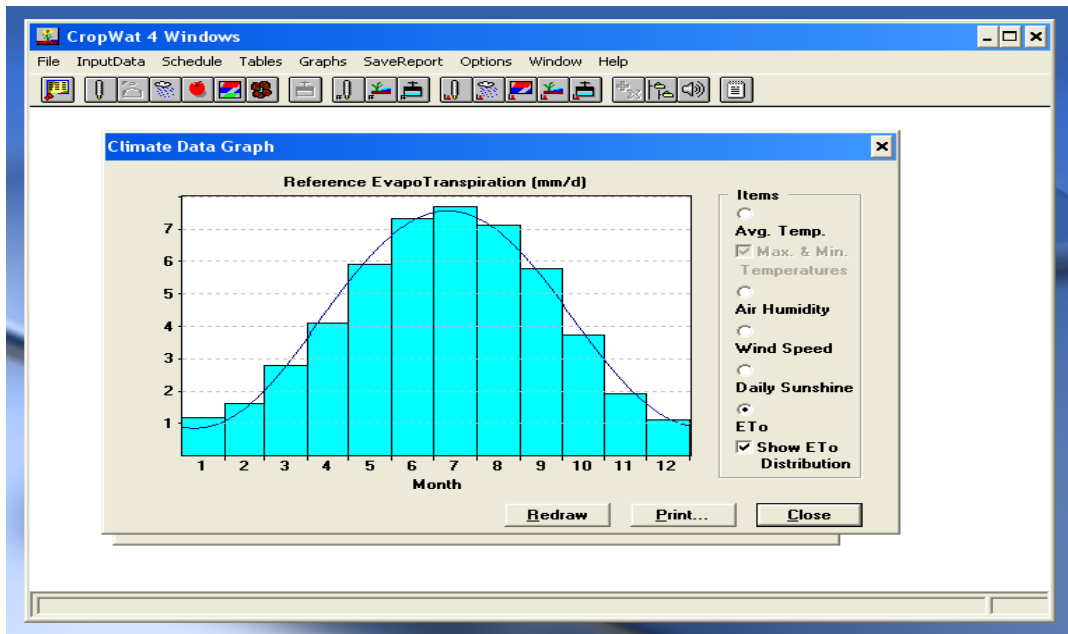 CropWat 4 Windows
File InputData Schedule Tables Graphs SaveReport Options Window Help
Climate Data Graph
Reference EvapoTranspiration (mm/d)
7
6
5
4
3
2
1
1 2 3 4 5 6 7 8 9 10 11 12
Month
Items
Avg. Temp.
Max. & Min.
Temperatures
Air Humidity
Wind Speed
Daily Sunshine
ETo
Show ETo
Distribution
Redraw Print... Close